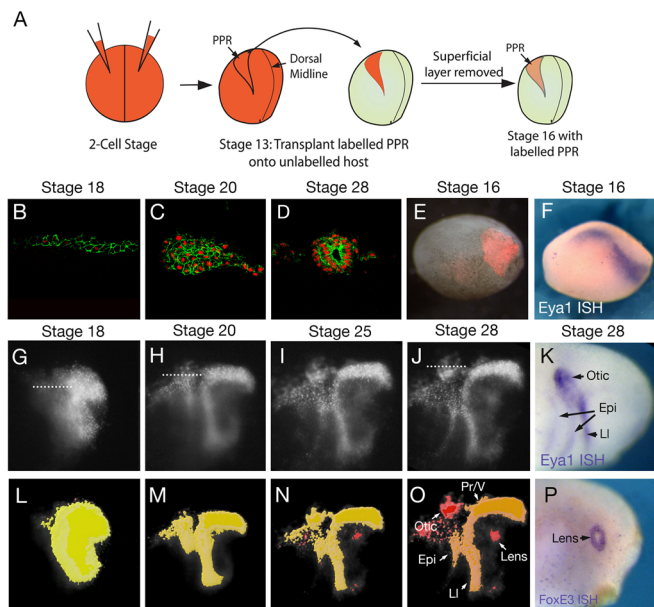 A
PPR
Dorsal
Midline
Superficial
layer removed
PPR
2-Cell Stage
Stage 13: Transplant labelled PPR
onto unlabelled host
Stage 16 with
labelled PPR
Stage 18 Stage 20 Stage 28 Stage 16 Stage 16
B C D E F
Eya1 ISH
Stage 18 Stage 20 Stage 25 Stage 28 Stage 28
G H I J K
Otic
Epi
Ll
Eya1 ISH
L M N O P
Pr/V
Otic
Epi
Lens
Ll
Lens
FoxE3 ISH